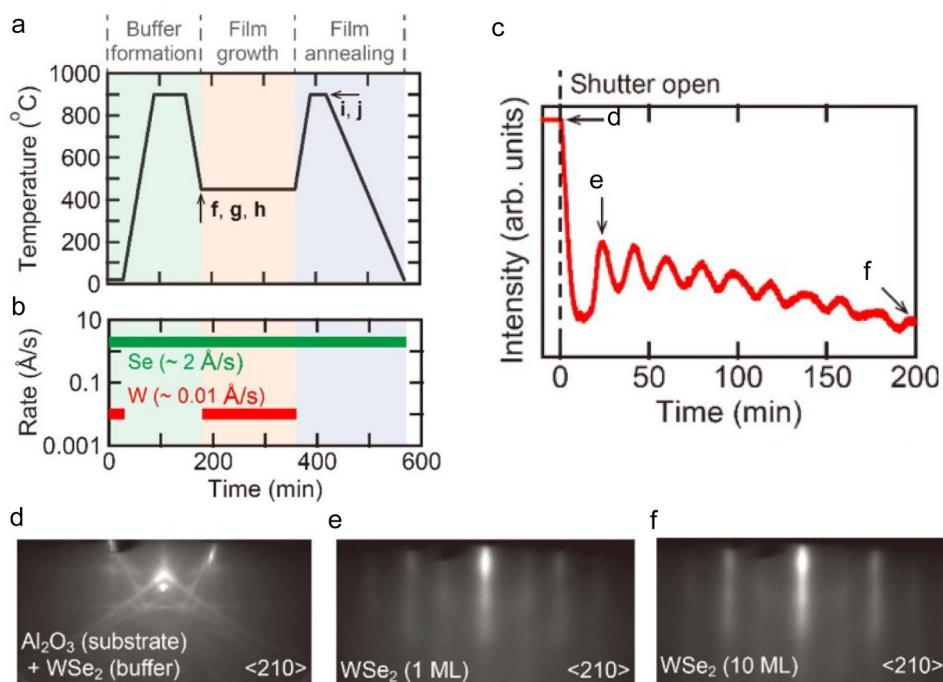 a
Buffer formation
Film growth
Film annealing
Temperature (°C)
1000
800
600
400
200
0
i, j
f, g, h
b
Rate (Å/s)
10
0.1
0.001
Se (~ 2 Å/s)
W (~ 0.01 Å/s)
0
200
400
600
Time (min)
c
Shutter open
d
e
f
Intensity (arb. units)
0
50
100
150
200
Time (min)
d
Al₂O₃ (substrate)
+ WSe₂ (buffer)
<210>
e
WSe₂ (1 ML)
<210>
f
WSe₂ (10 ML)
<210>